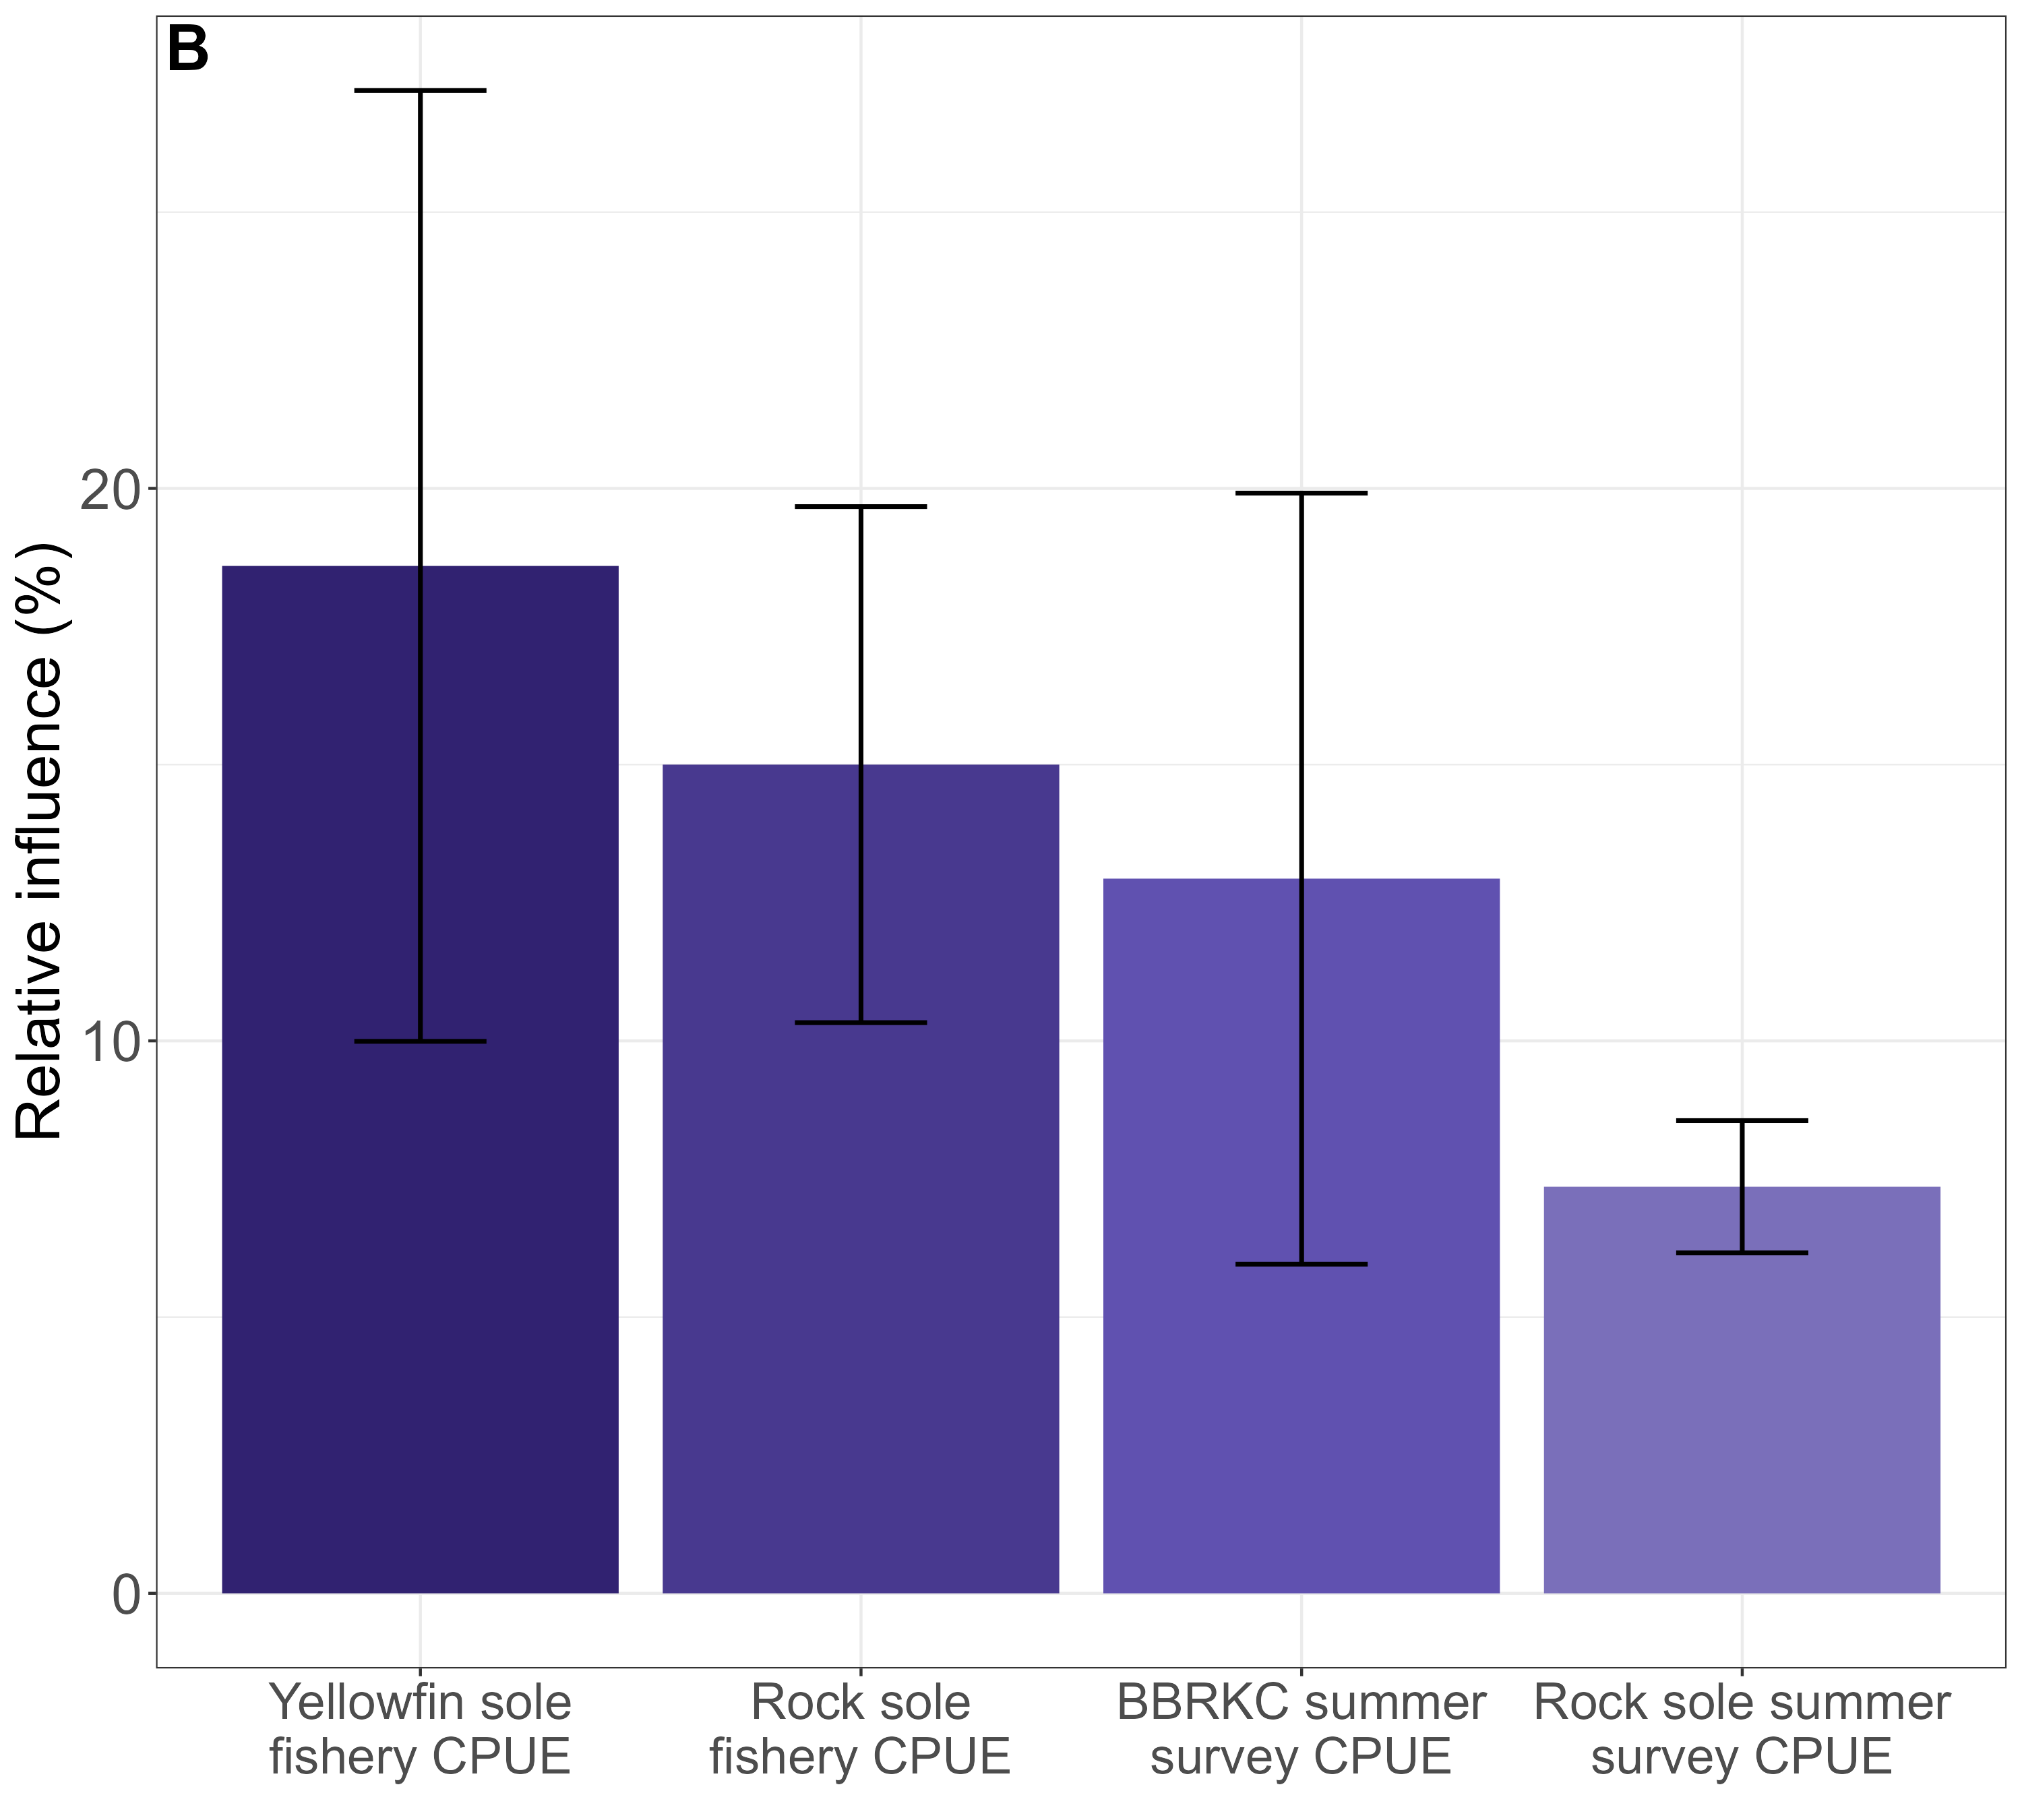 B
Relative influence (%)
20
10
0
Yellowfin sole
fishery CPUE
Rock sole
fishery CPUE
BBRKC summer
survey CPUE
Rock sole summer
survey CPUE